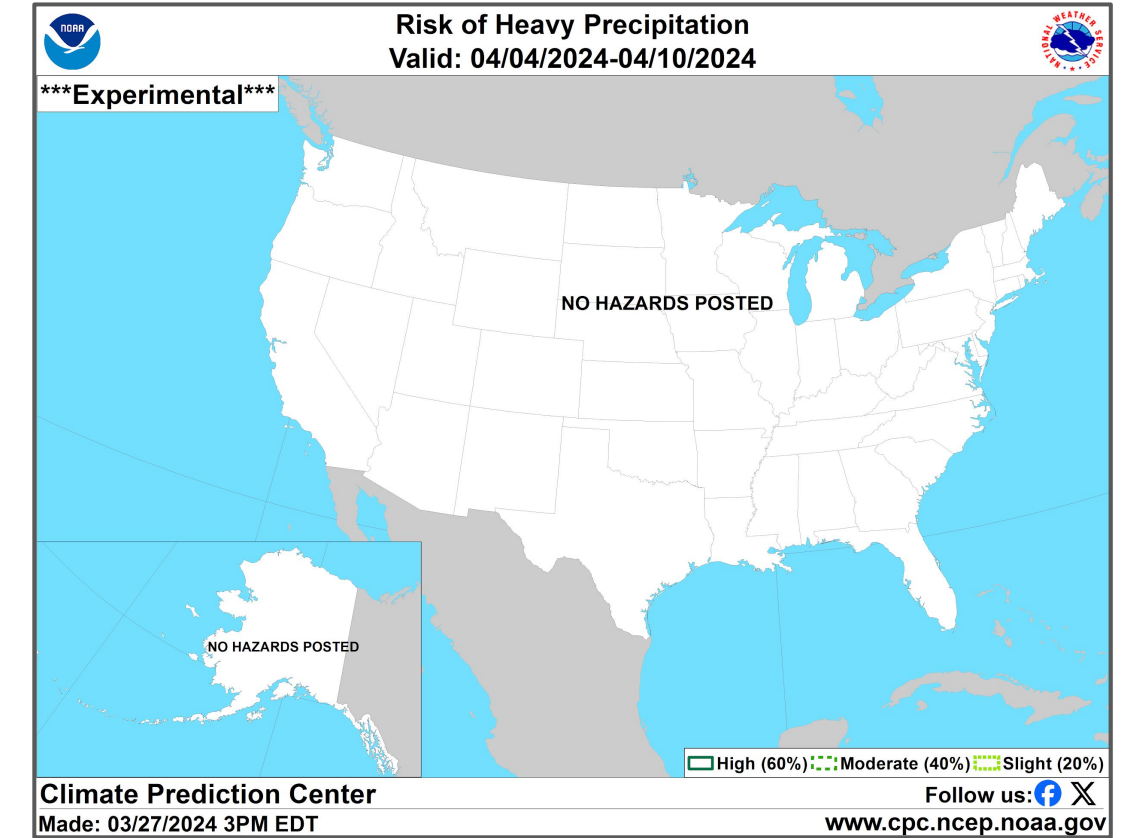 NOAA
Risk of Heavy Precipitation
Valid: 04/04/2024-04/10/2024
NATIONAL WEATHER SERVICE
***Experimental***
NO HAZARDS POSTED
NO HAZARDS POSTED
High (60%) Moderate (40%) Slight (20%)
Climate Prediction Center
Follow us:
Made: 03/27/2024 3PM EDT
www.cpc.ncep.noaa.gov